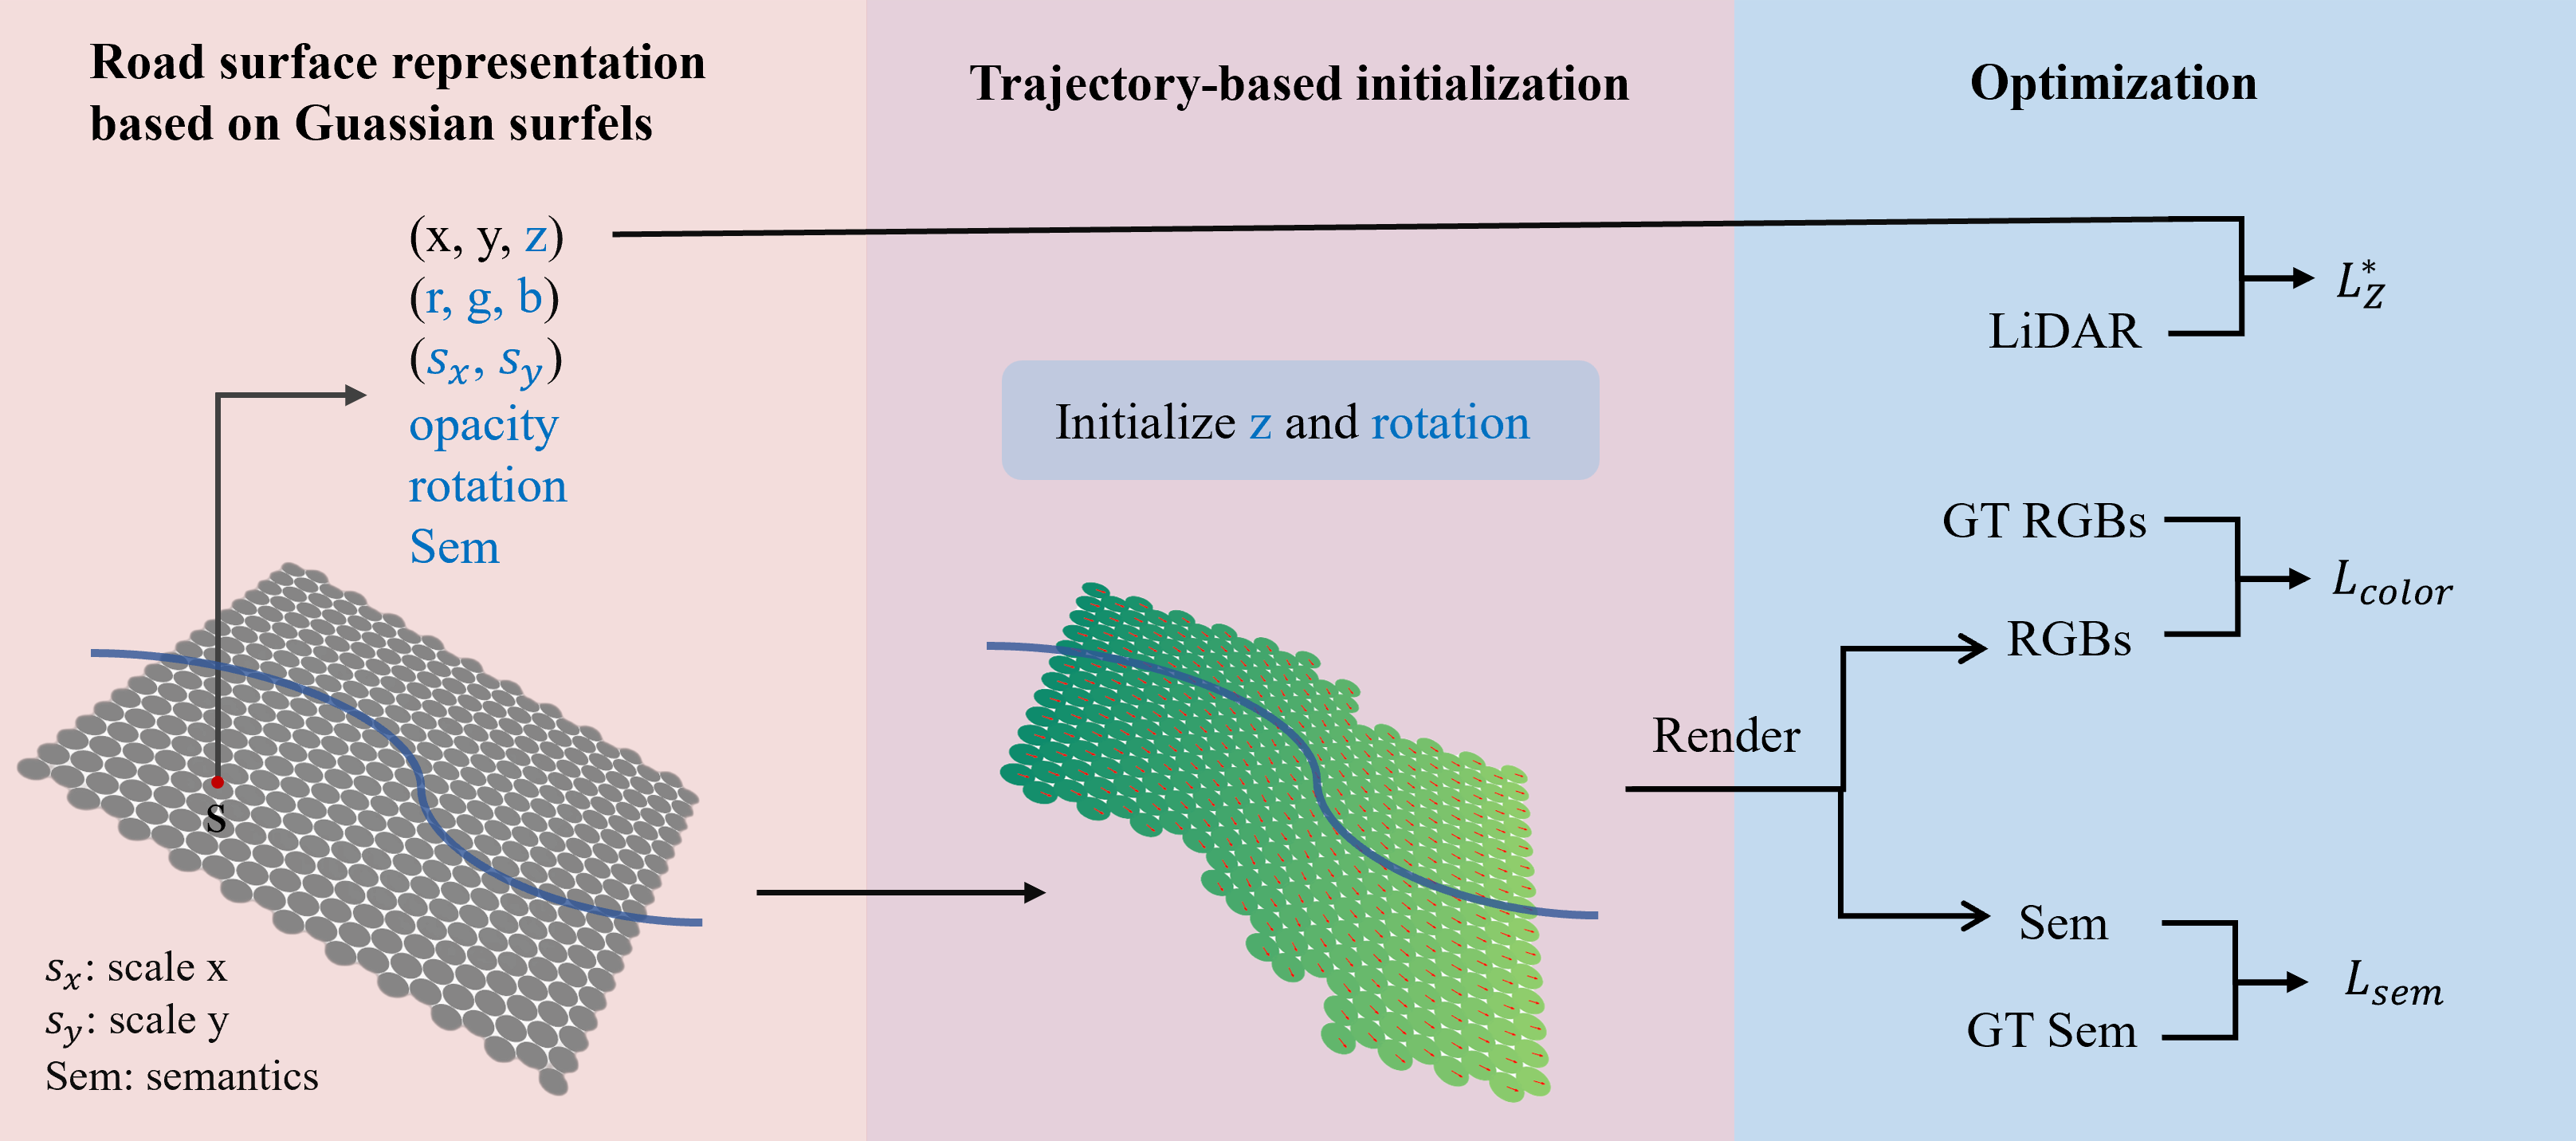 Road surface representation
based on Guassian surfels
(x, y, z)
(r, g, b)
(s_x, s_y)
opacity
rotation
Sem
s
s_x: scale x
s_y: scale y
Sem: semantics
Trajectory-based initialization
Initialize z and rotation
Optimization
LiDAR
L_Z^*
GT RGBs
RGBs
L_{color}
Render
Sem
GT Sem
L_{sem}